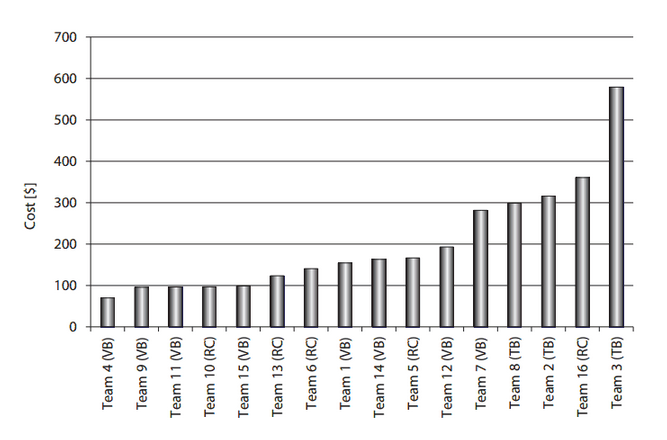 700
600
500
400
300
200
100
0
Cost [$]
Team 4 (VB)
Team 9 (VB)
Team 11 (VB)
Team 10 (RC)
Team 15 (VB)
Team 13 (RC)
Team 6 (RC)
Team 1 (VB)
Team 14 (VB)
Team 5 (RC)
Team 12 (VB)
Team 7 (VB)
Team 8 (TB)
Team 2 (TB)
Team 16 (RC)
Team 3 (TB)